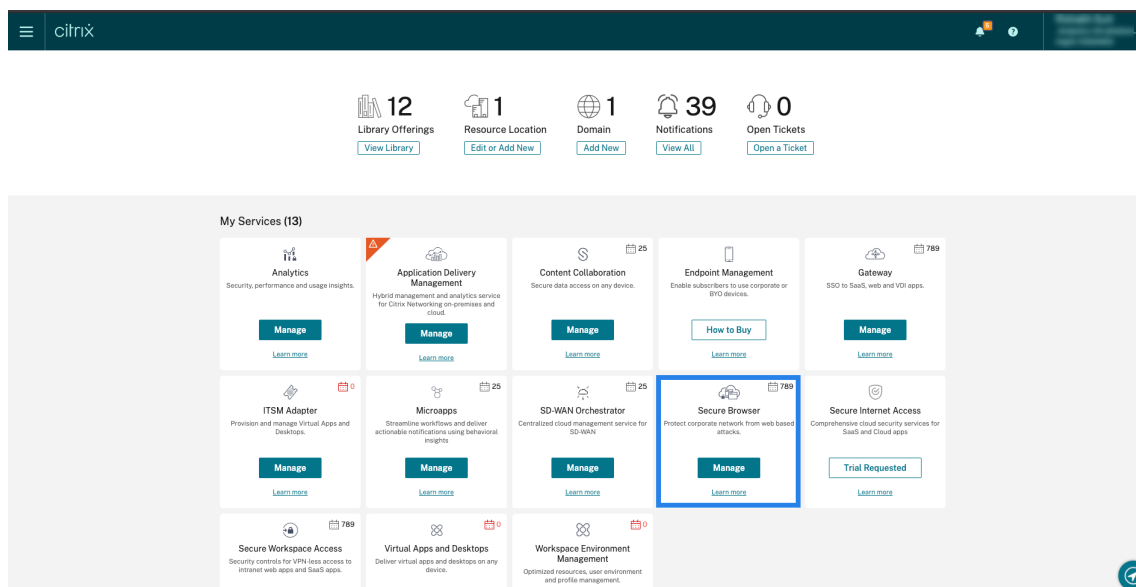 citrix
5
12
Library Offerings
View Library
1
Resource Location
Edit or Add New
1
Domain
Add New
39
Notifications
View All
0
Open Tickets
Open a Ticket
My Services (13)
Analytics
Security, performance and usage insights.
Manage
Learn more
Application Delivery
Management
Hybrid management and analytics service
for Citrix Networking on-premises and
cloud.
Manage
Learn more
25
Content Collaboration
Secure data access on any device.
Manage
Learn more
Endpoint Management
Enable subscribers to use corporate or
BYO devices.
How to Buy
Learn more
789
Gateway
SSO to SaaS, web and VDI apps.
Manage
Learn more
0
ITSM Adapter
Provision and manage Virtual Apps and
Desktops.
Manage
Learn more
25
Microapps
Streamline workflows and deliver
actionable notifications using behavioral
insights
Manage
Learn more
25
SD-WAN Orchestrator
Centralized cloud management service for
SD-WAN
Manage
Learn more
789
Secure Browser
Protect corporate network from web based
attacks.
Manage
Learn more
Secure Internet Access
Comprehensive cloud security services for
SaaS and Cloud apps
Trial Requested
Learn more
789
Secure Workspace Access
Security controls for VPN-less access to
intranet web apps and SaaS apps.
0
Virtual Apps and Desktops
Deliver virtual apps and desktops on any
device.
0
Workspace Environment
Management
Optimized resources, user environment
and profile management.